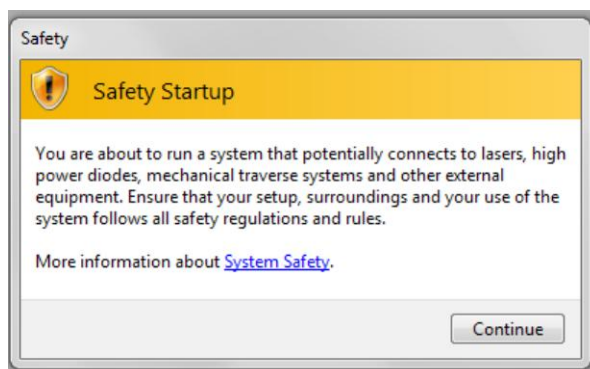 Safety
Safety Startup
You are about to run a system that potentially connects to lasers, high
power diodes, mechanical traverse systems and other external
equipment. Ensure that your setup, surroundings and your use of the
system follows all safety regulations and rules.
More information about System Safety.
Continue